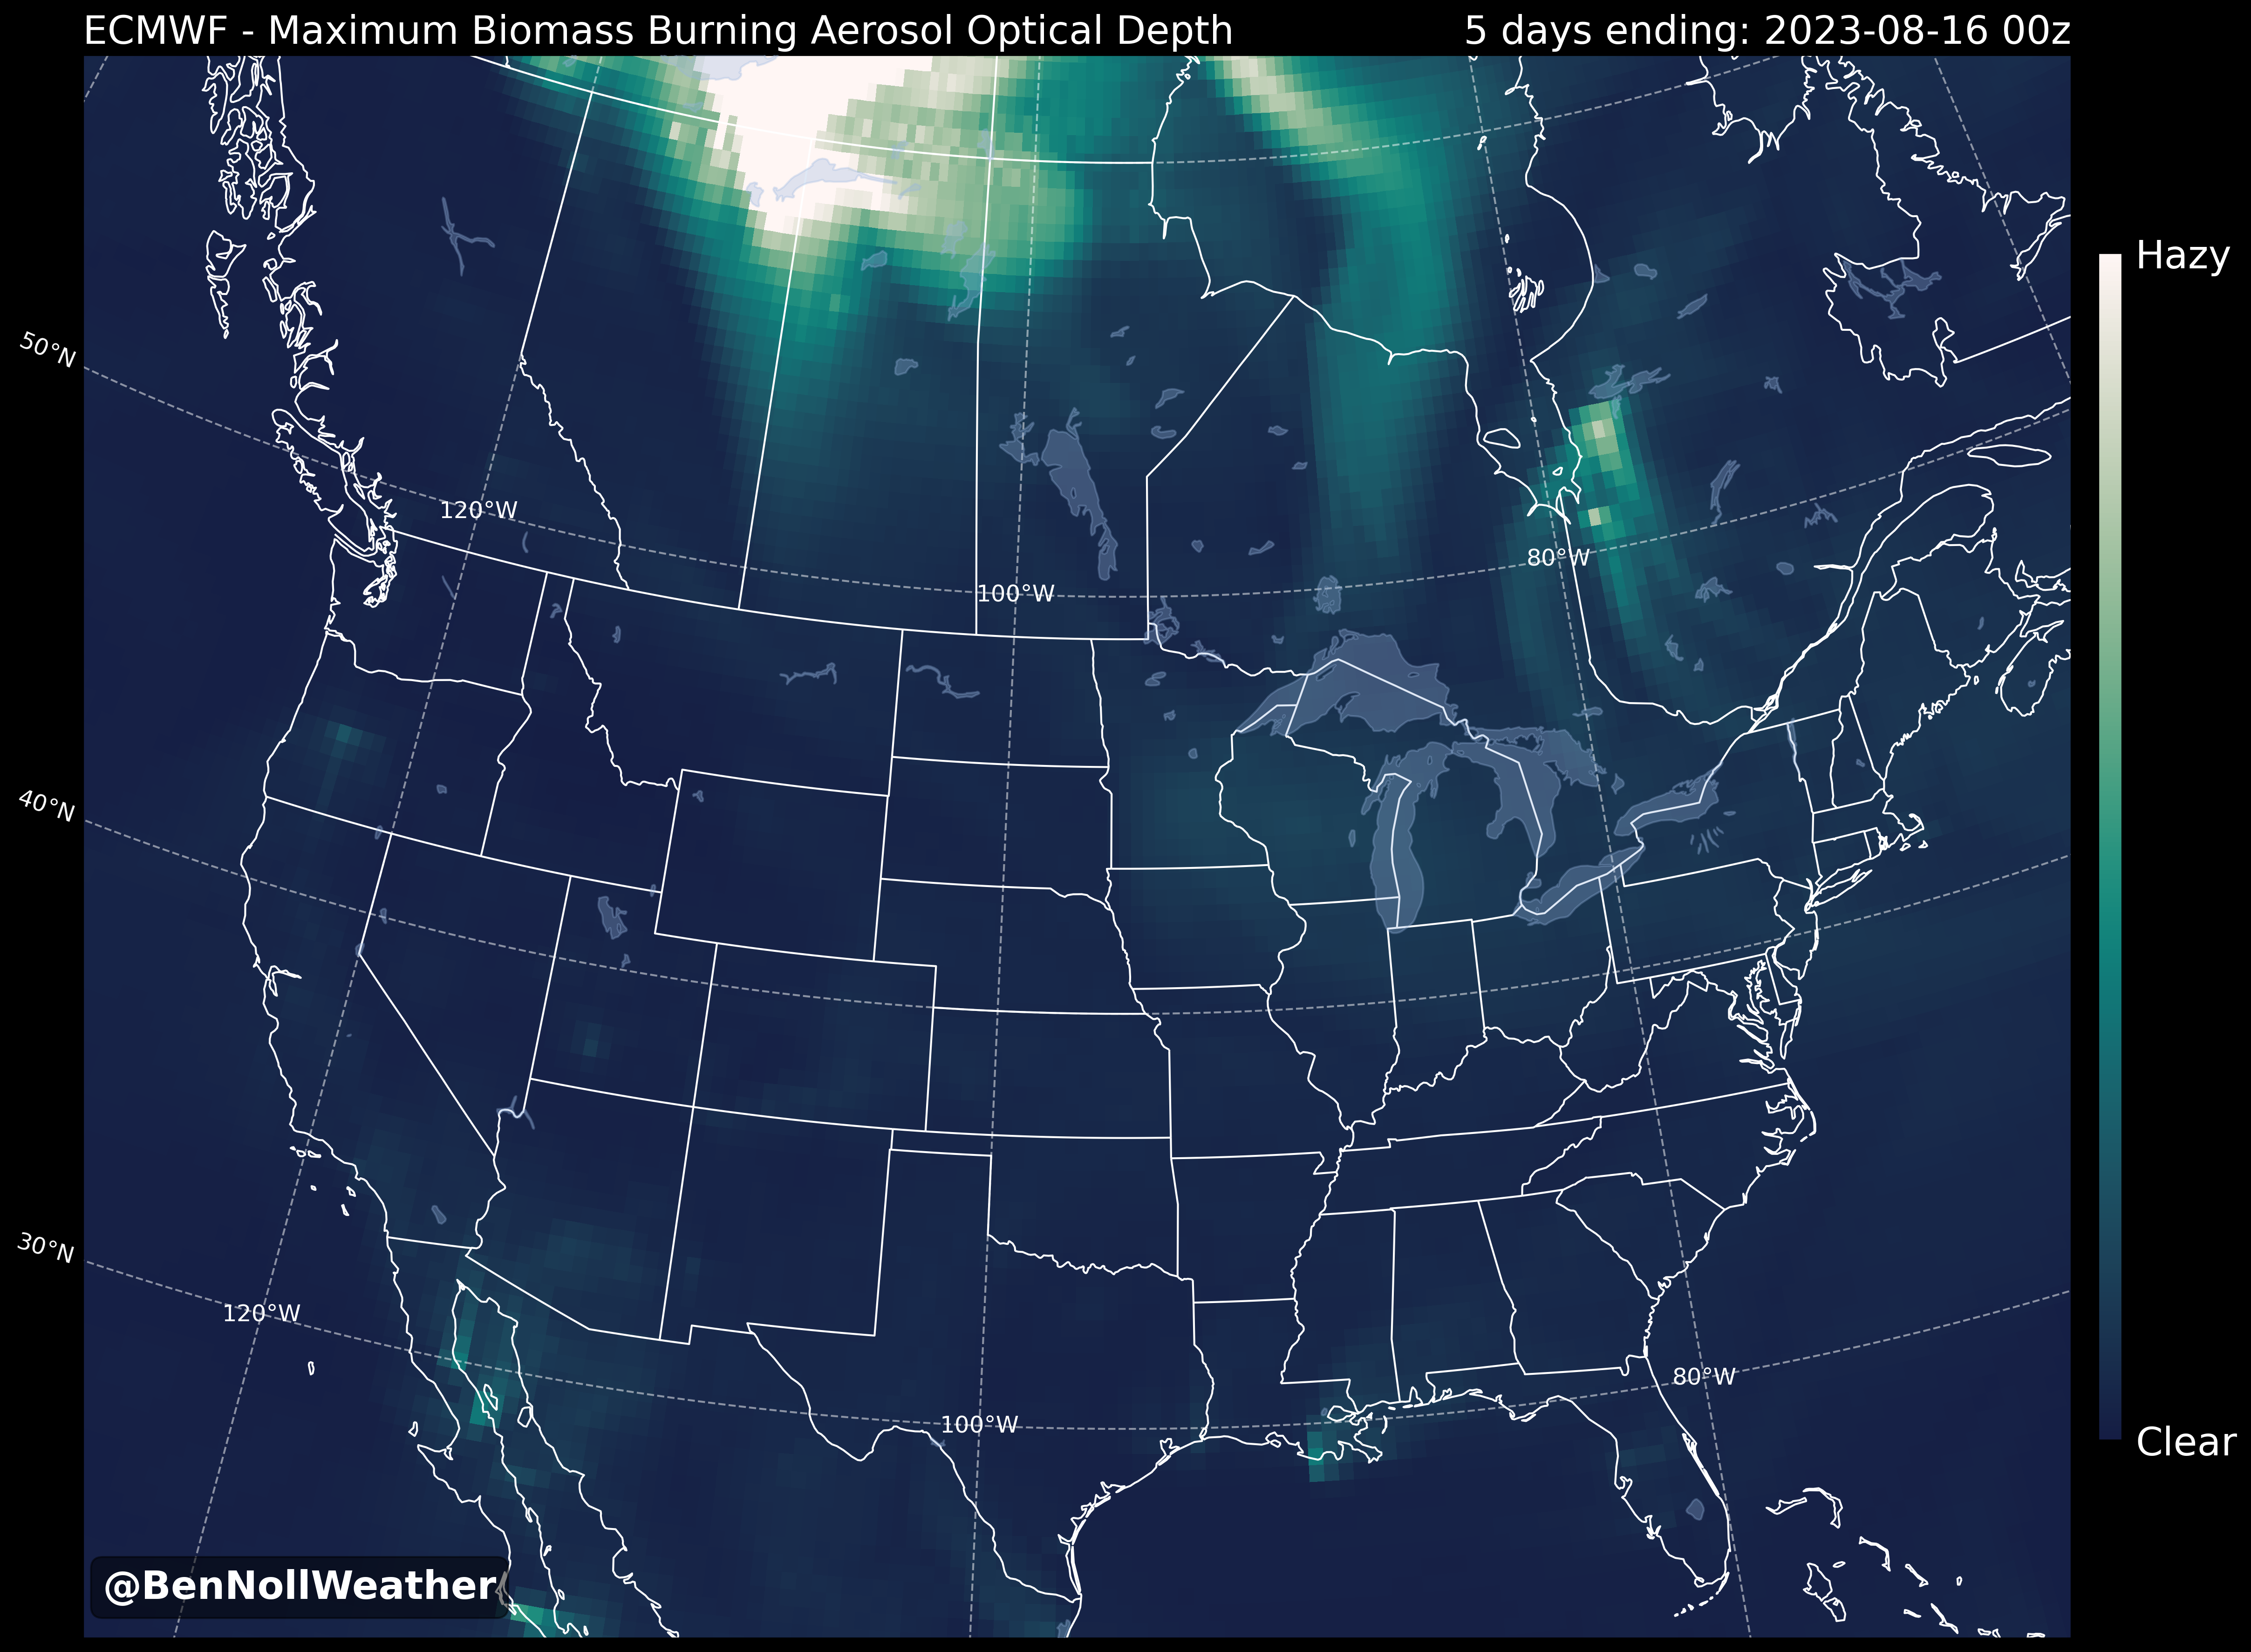 ECMWF - Maximum Biomass Burning Aerosol Optical Depth
5 days ending: 2023-08-16 00z
Hazy
50°N
120°W
80°W
100°W
40°N
30°N
120°W
80°W
100°W
Clear
@BenNollWeather